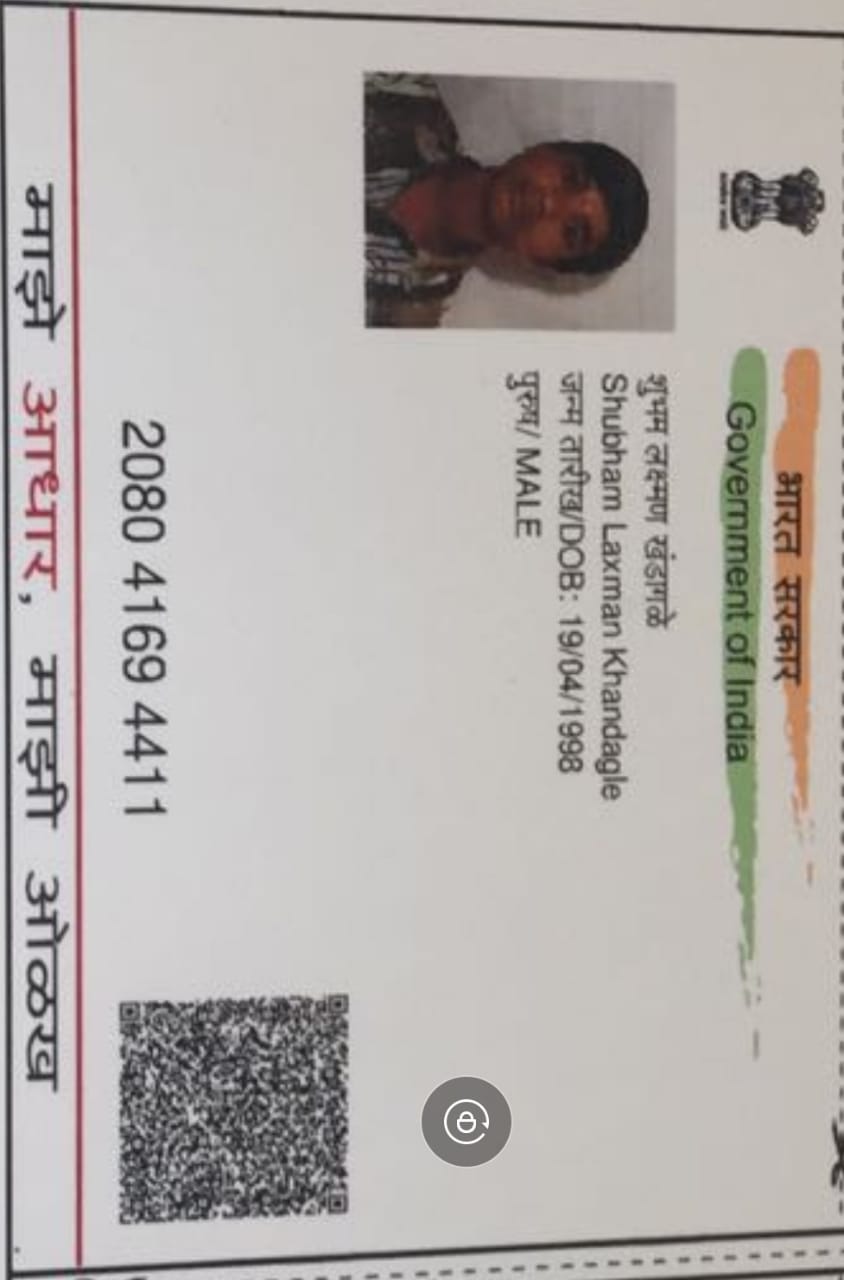 भारत सरकार
Government of India
शुभम लक्ष्मण खंडागळे
Shubham Laxman Khandagle
जन्म तारीख/DOB: 19/04/1998
पुरुष/ MALE
2080 4169 4411
माझे आधार, माझी ओळख